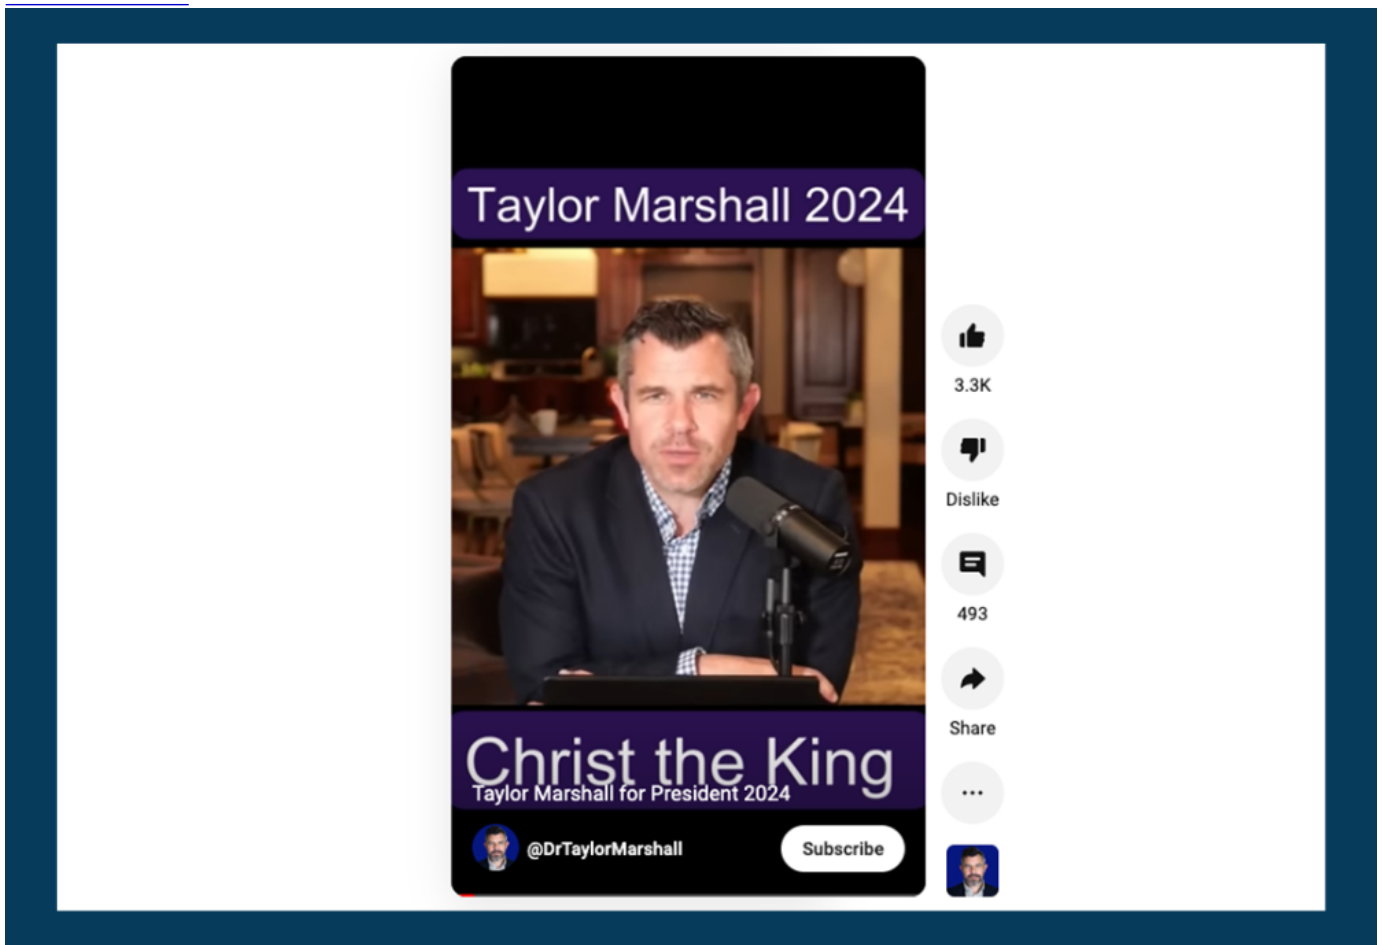 Taylor Marshall 2024
3.3K
Dislike
493
Share
Christ the King
Taylor Marshall for President 2024
@DrTaylorMarshall
Subscribe